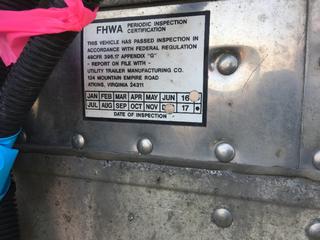 FHWA PERIODIC INSPECTION
CERTIFICATION
THIS VEHICLE HAS PASSED INSPECTION IN
ACCORDANCE WITH FEDERAL REGULATION
49CFR 396.17 APPENDIX "G"
- REPORT ON FILE WITH -
UTILITY TRAILER MANUFACTURING CO.
124 MOUNTAIN EMPIRE ROAD
ATKINS, VIRGINIA 24311
JAN FEB MAR APR MAY JUN 16
JUL AUG SEP OCT NOV 17
DATE OF INSPECTION